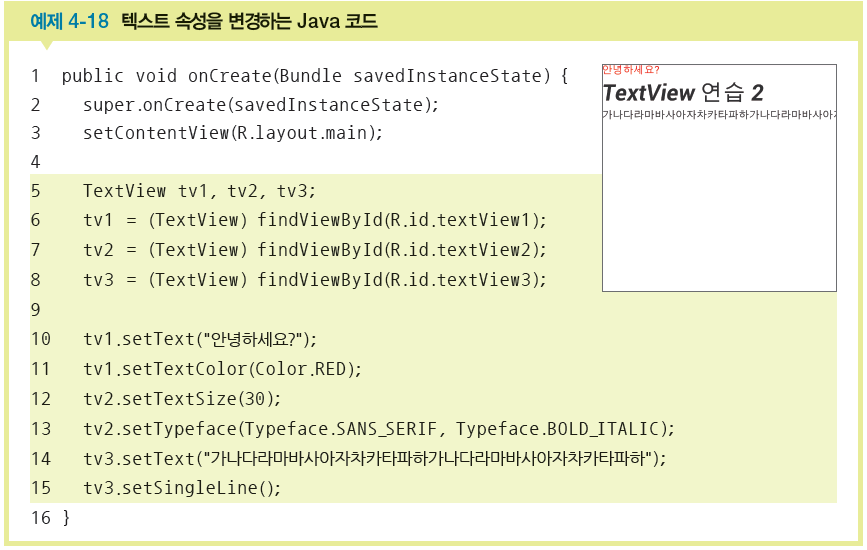 예제 4-18 텍스트 속성을 변경하는 Java 코드
1 public void onCreate(Bundle savedInstanceState) {
2 super.onCreate(savedInstanceState);
3 setContentView(R.layout.main);
4
5 TextView tv1, tv2, tv3;
6 tv1 = (TextView) findViewById(R.id.textView1);
7 tv2 = (TextView) findViewById(R.id.textView2);
8 tv3 = (TextView) findViewById(R.id.textView3);
9
10 tv1.setText("안녕하세요?");
11 tv1.setTextColor(Color.RED);
12 tv2.setTextSize(30);
13 tv2.setTypeface(Typeface.SANS_SERIF, Typeface.BOLD_ITALIC);
14 tv3.setText("가나다라마바사아자차카타파하가나다라마바사아자차카타파하");
15 tv3.setSingleLine();
16 }
안녕하세요?
TextView 연습 2
가나다라마바사아자차카타파하가나다라마바사아자